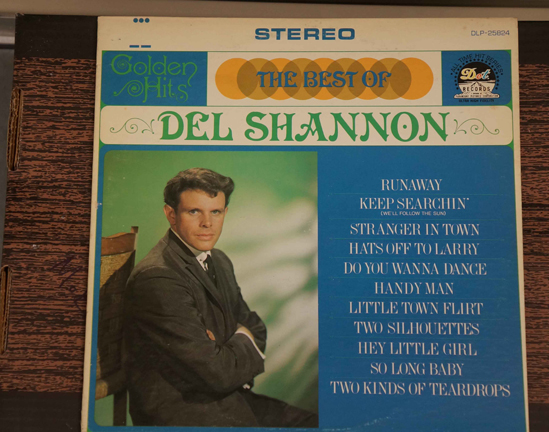 STEREO
DLP-25824
Golden
Hits
THE BEST OF
Dot
RECORDS
DEL SHANNON
RUNAWAY
KEEP SEARCHIN'
(WE'LL FOLLOW THE SUN)
STRANGER IN TOWN
HATS OFF TO LARRY
DO YOU WANNA DANCE
HANDY MAN
LITTLE TOWN FLIRT
TWO SILHOUETTES
HEY LITTLE GIRL
SO LONG BABY
TWO KINDS OF TEARDROPS